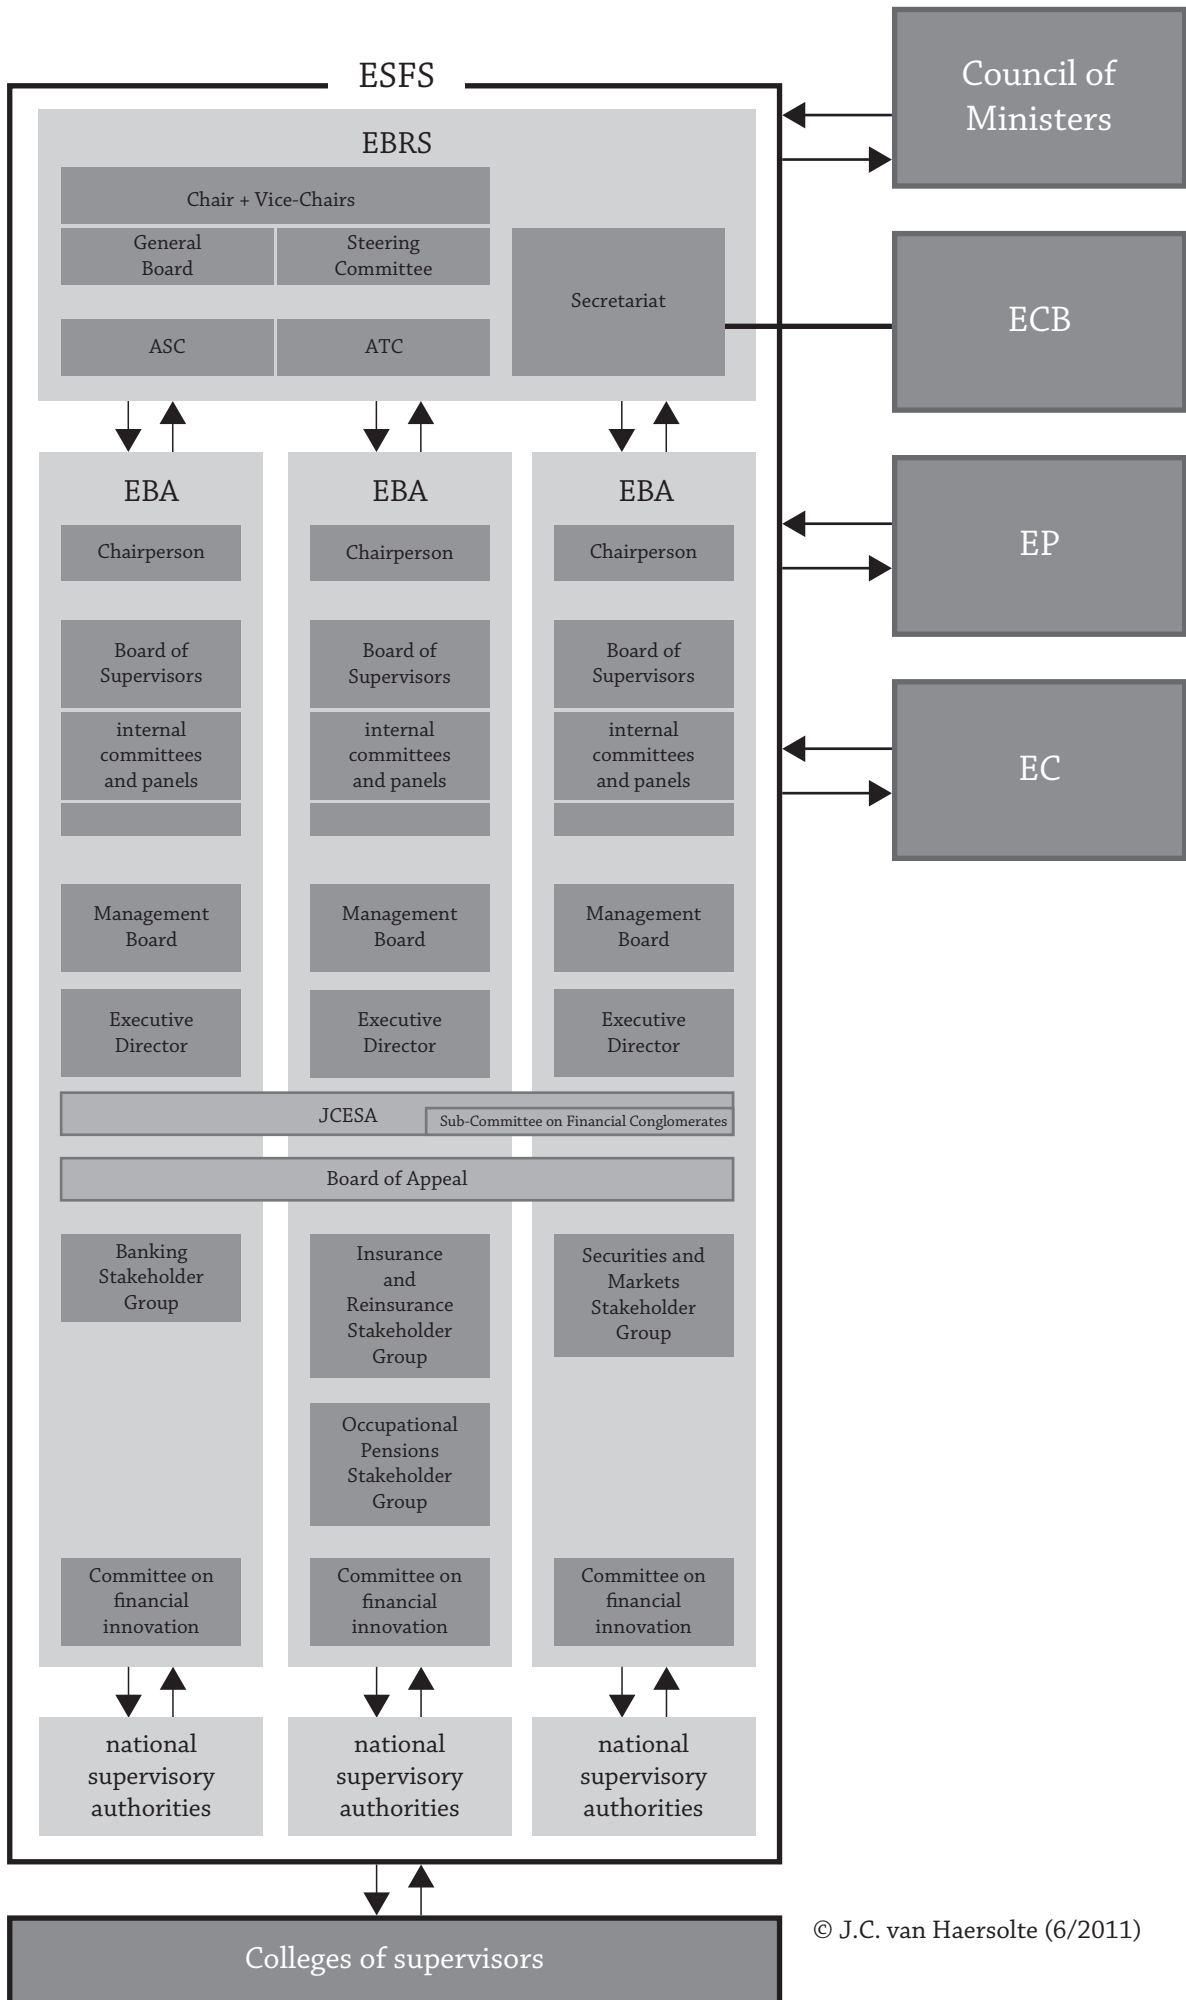 ESFS
EBRS
Chair + Vice-Chairs
General
Board
Steering
Committee
Secretariat
ASC
ATC
Council of
Ministers
ECB
EP
EC
EBA
Chairperson
Board of
Supervisors
internal
committees
and panels
Management
Board
Executive
Director
EBA
Chairperson
Board of
Supervisors
internal
committees
and panels
Management
Board
Executive
Director
EBA
Chairperson
Board of
Supervisors
internal
committees
and panels
Management
Board
Executive
Director
JCESA
Sub-Committee on Financial Conglomerates
Board of Appeal
Banking
Stakeholder
Group
Insurance
and
Reinsurance
Stakeholder
Group
Occupational
Pensions
Stakeholder
Group
Securities and
Markets
Stakeholder
Group
Committee on
financial
innovation
Committee on
financial
innovation
Committee on
financial
innovation
national
supervisory
authorities
national
supervisory
authorities
national
supervisory
authorities
Colleges of supervisors
© J.C. van Haersolte (6/2011)